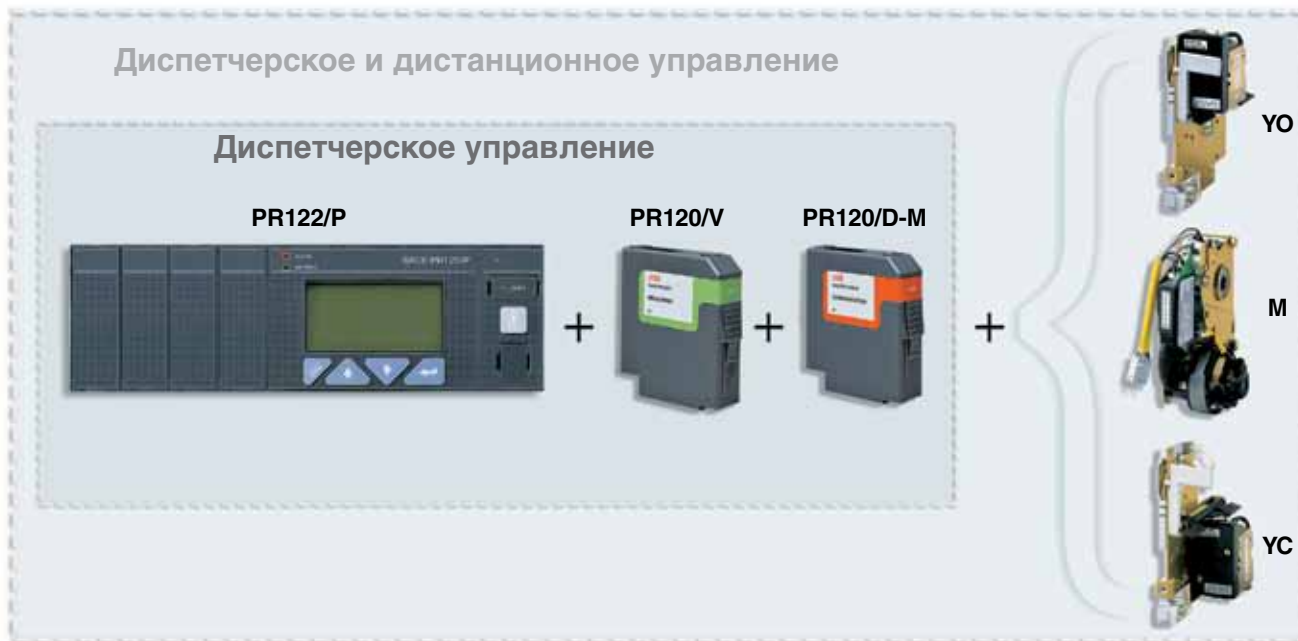 Диспетчерское и дистанционное управление
Диспетчерское управление
PR122/P
PR120/V
PR120/D-M
+
+
+
YO
M
YC